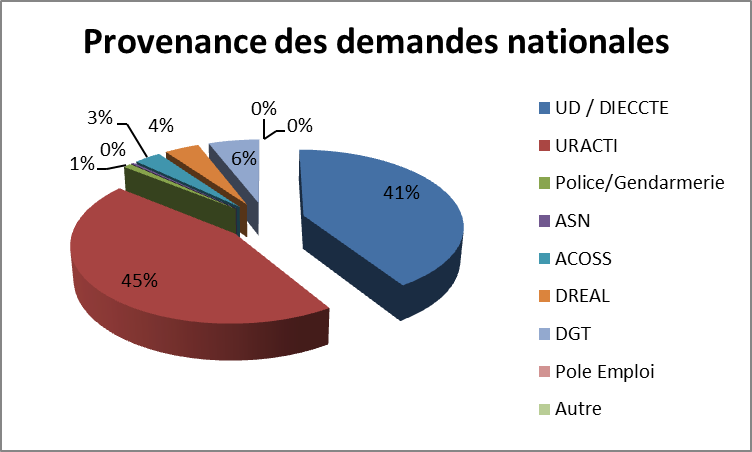 Provenance des demandes nationales
0%
0%
3%
4%
0%
1%
6%
41%
45%
UD / DIECCTE
URACTI
Police/Gendarmerie
ASN
ACOSS
DREAL
DGT
Pole Emploi
Autre